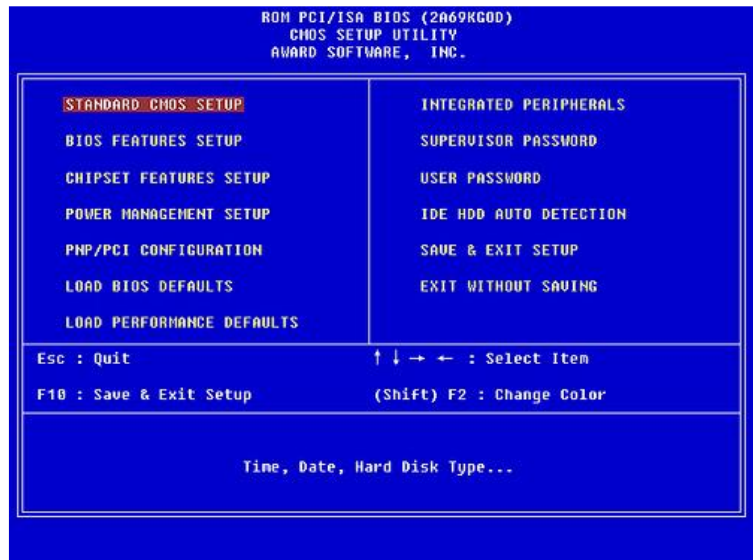 ROM PCI/ISA BIOS (2A69KGOD)
CMOS SETUP UTILITY
AWARD SOFTWARE, INC.
STANDARD CMOS SETUP
BIOS FEATURES SETUP
CHIPSET FEATURES SETUP
POWER MANAGEMENT SETUP
PNP/PCI CONFIGURATION
LOAD BIOS DEFAULTS
LOAD PERFORMANCE DEFAULTS
INTEGRATED PERIPHERALS
SUPERVISOR PASSWORD
USER PASSWORD
IDE HDD AUTO DETECTION
SAVE & EXIT SETUP
EXIT WITHOUT SAVING
Esc : Quit
↑ ↓ → ← : Select Item
F10 : Save & Exit Setup
(Shift) F2 : Change Color
Time, Date, Hard Disk Type...